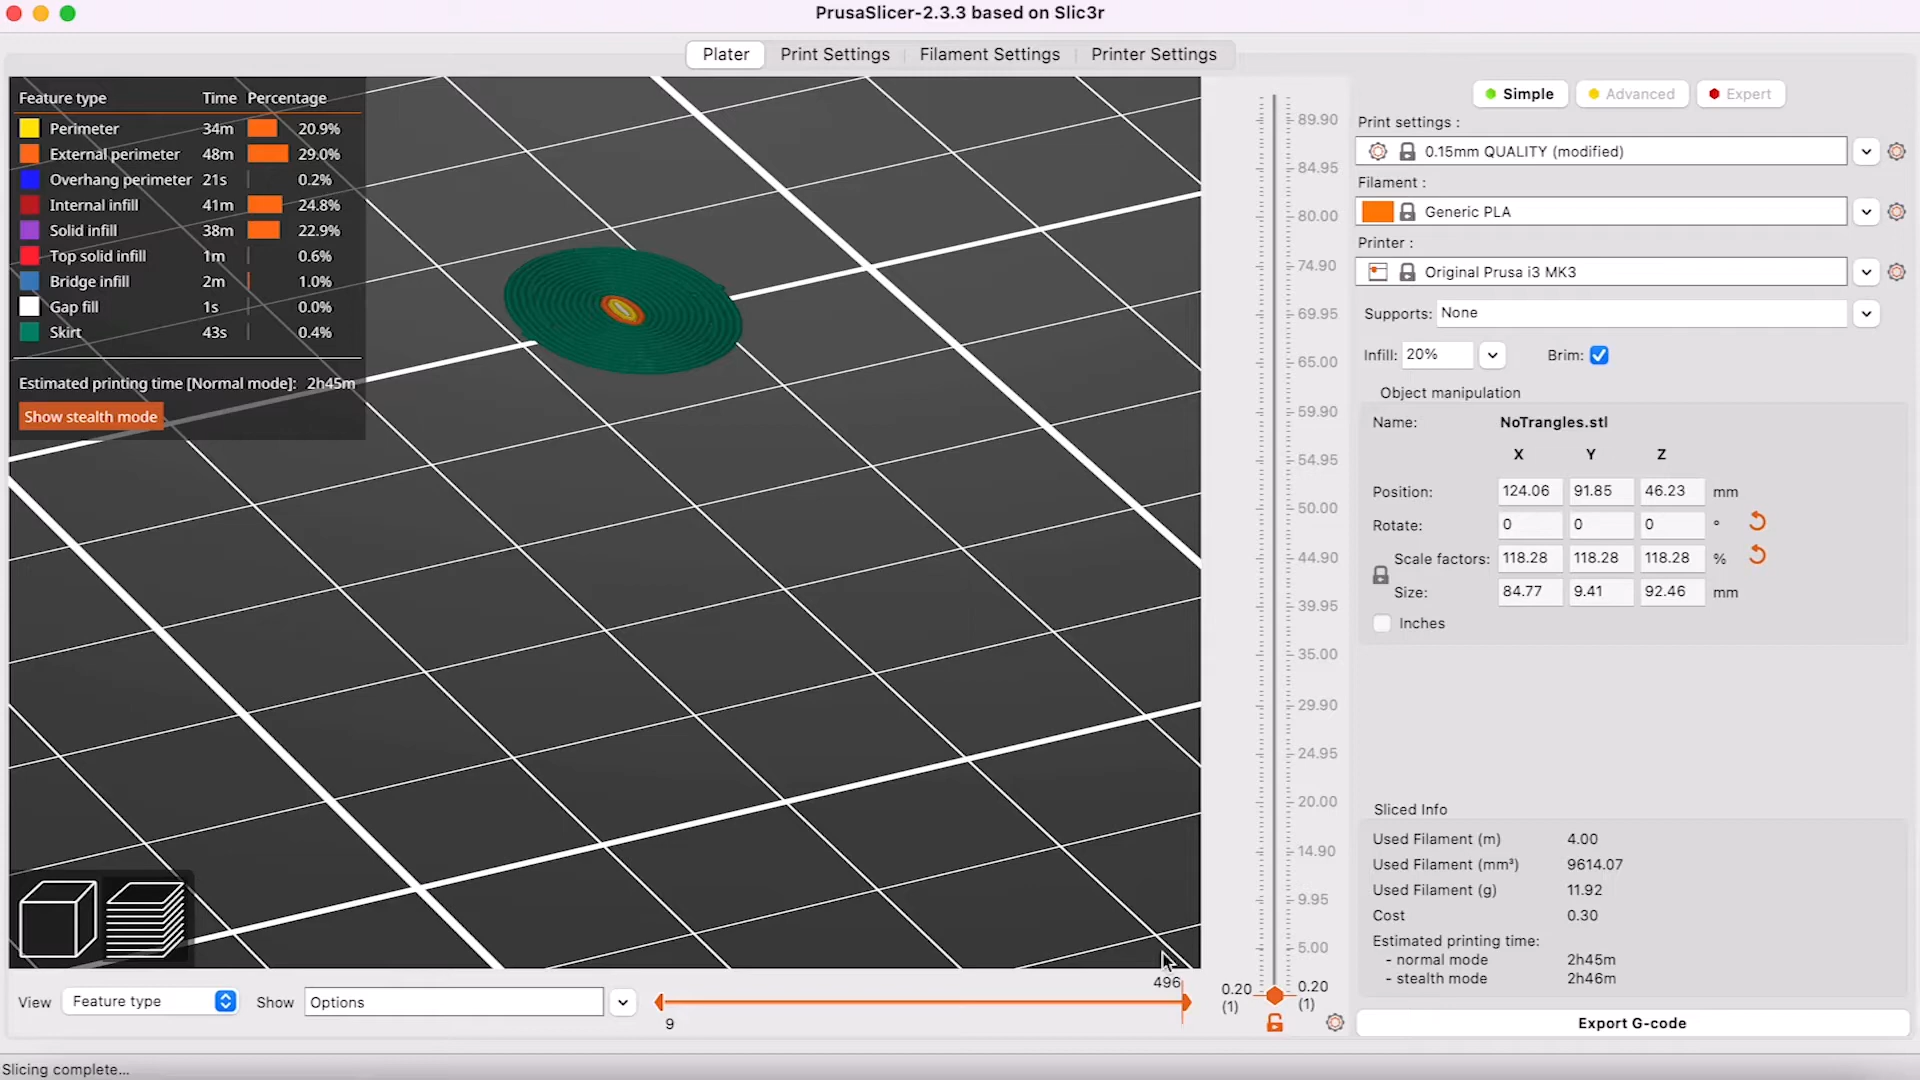 PrusaSlicer-2.3.3 based on Slic3r
Plater Print Settings Filament Settings Printer Settings
Feature type Time Percentage
Perimeter 34m 20.9%
External perimeter 48m 29.0%
Overhang perimeter 21s 0.2%
Internal infill 41m 24.8%
Solid infill 38m 22.9%
Top solid infill 1m 0.6%
Bridge infill 2m 1.0%
Gap fill 1s 0.0%
Skirt 43s 0.4%
Estimated printing time [Normal mode]: 2h45m
Show stealth mode
89.90
84.95
80.00
74.90
69.95
65.00
59.90
54.95
50.00
44.90
39.95
35.00
29.90
24.95
20.00
14.90
9.95
5.00
0.20 0.20
(1) (1)
Simple Advanced Expert
Print settings :
0.15mm QUALITY (modified)
Filament :
Generic PLA
Printer :
Original Prusa i3 MK3
Supports: None
Infill: 20% Brim:
Object manipulation
Name: NoTrangles.stl
X Y Z
Position: 124.06 91.85 46.23 mm
Rotate: 0 0 0 °
Scale factors: 118.28 118.28 118.28 %
Size: 84.77 9.41 92.46 mm
Inches
Sliced Info
Used Filament (m) 4.00
Used Filament (mm³) 9614.07
Used Filament (g) 11.92
Cost 0.30
Estimated printing time:
- normal mode 2h45m
- stealth mode 2h46m
Export G-code
View Feature type Show Options
496
9
Slicing complete...